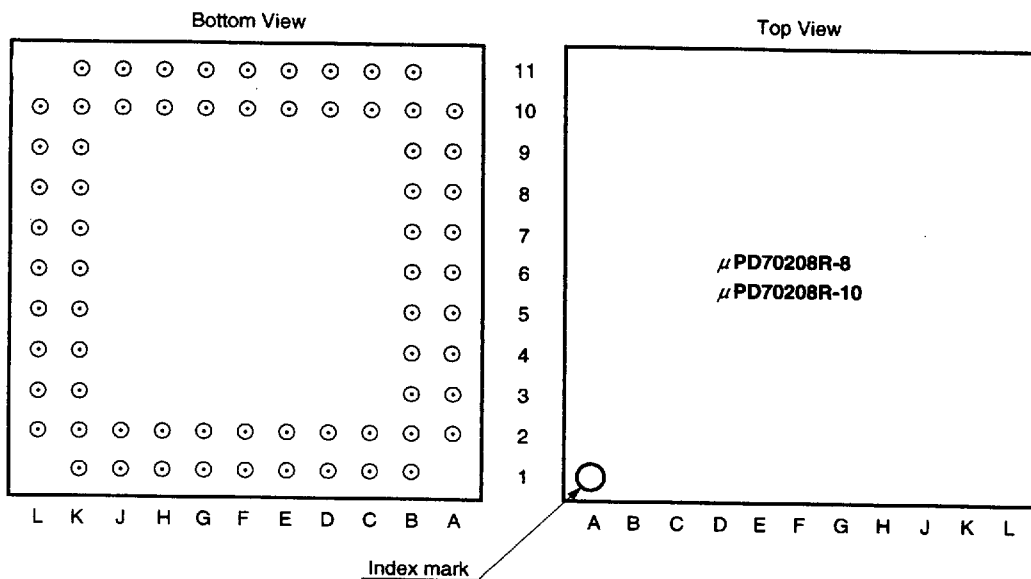 Bottom View
Top View
11
10
9
8
7
6
5
4
3
2
1
μPD70208R-8
μPD70208R-10
L K J H G F E D C B A
A B C D E F G H J K L
Index mark